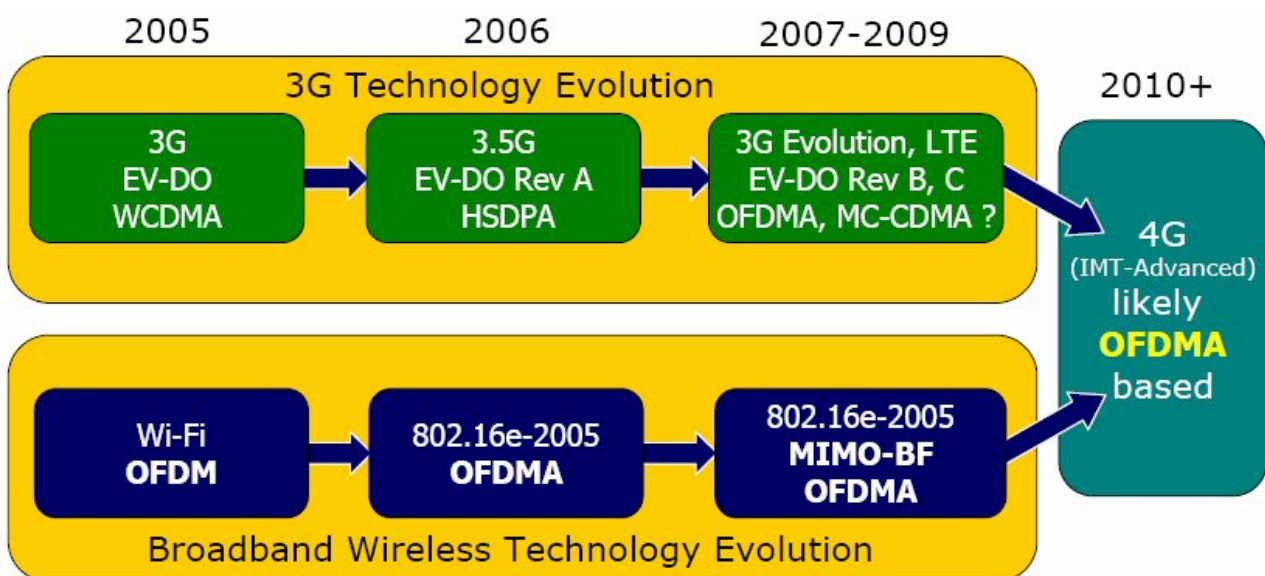 2005
2006
2007-2009
2010+
3G Technology Evolution
3G
EV-DO
WCDMA
3.5G
EV-DO Rev A
HSDPA
3G Evolution, LTE
EV-DO Rev B, C
OFDMA, MC-CDMA ?
Wi-Fi
OFDM
802.16e-2005
OFDMA
802.16e-2005
MIMO-BF
OFDMA
Broadband Wireless Technology Evolution
4G
(IMT-Advanced)
likely
OFDMA
based